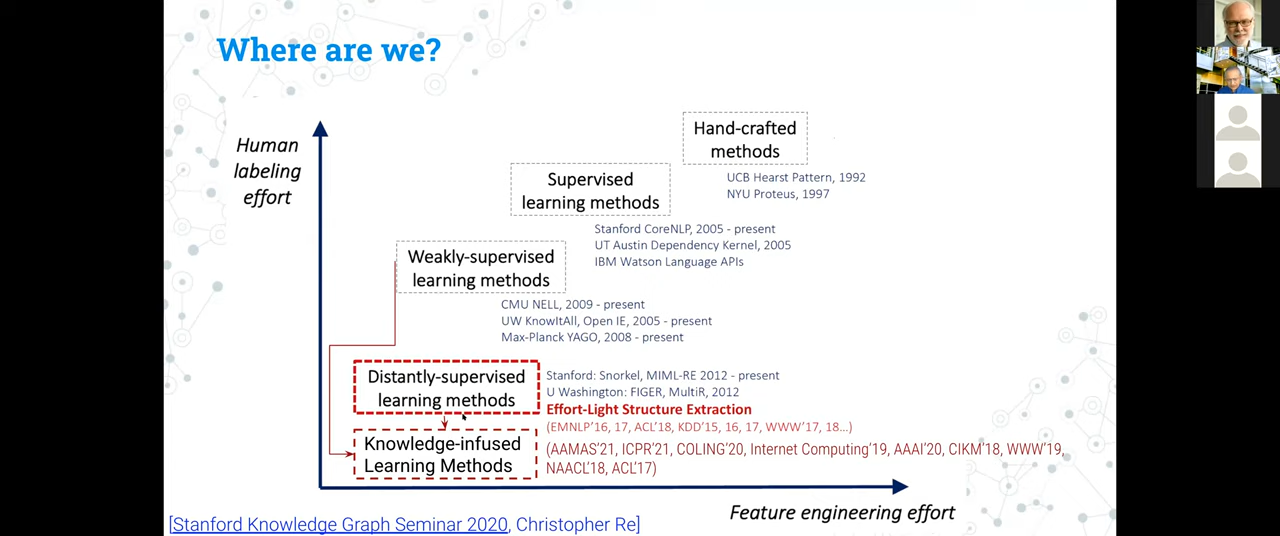 Where are we?
Human
labeling
effort
Hand-crafted
methods
UCB Hearst Pattern, 1992
NYU Proteus, 1997
Supervised
learning methods
Stanford CoreNLP, 2005 - present
UT Austin Dependency Kernel, 2005
IBM Watson Language APIs
Weakly-supervised
learning methods
CMU NELL, 2009 - present
UW KnowItAll, Open IE, 2005 - present
Max-Planck YAGO, 2008 - present
Distantly-supervised
learning methods
Stanford: Snorkel, MIML-RE 2012 - present
U Washington: FIGER, MultiR, 2012
Effort-Light Structure Extraction
(EMNLP'16, 17, ACL'18, KDD'15, 16, 17, WWW'17, 18...)
Knowledge-infused
Learning Methods
(AAMAS'21, ICPR'21, COLING'20, Internet Computing'19, AAAI'20, CIKM'18, WWW'19,
NAACL'18, ACL'17)
Feature engineering effort
[Stanford Knowledge Graph Seminar 2020, Christopher Re]